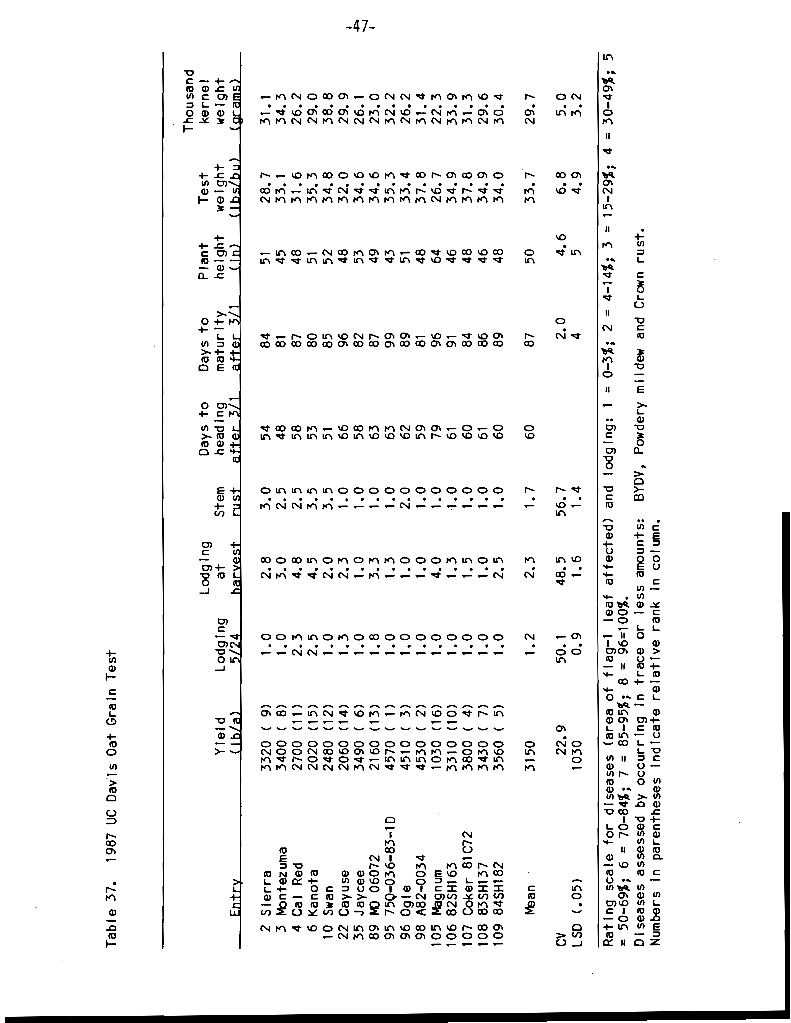 -47-
Table 37. 1987 UC Davis Oat Grain Test
Thousand
Lodging Days to Days to Plant Test kernel
Yield Lodging at Stem heading maturity height weight weight
Entry (lb/a) 5/24 harvest rust after 3/1 after 3/1 (in) (lbs/bu) (grams)
2 Sierra 3320 ( 9) 1.0 2.8 3.0 54 84 51 28.7 31.1
3 Montezuma 3400 ( 8) 1.0 3.0 2.5 48 81 45 33.1 34.3
4 Cal Red 2700 (11) 2.3 4.8 2.5 58 87 48 31.6 26.2
6 Kanota 2020 (15) 2.5 4.5 3.5 53 80 51 35.3 29.0
10 Swan 2480 (12) 1.0 2.0 3.5 51 85 52 34.8 38.8
22 Cayuse 2060 (14) 1.3 2.3 1.0 66 96 48 32.0 29.9
35 Jaycee 3490 ( 6) 1.0 1.0 1.0 58 82 53 34.6 26.1
89 MO 06072 2160 (13) 1.8 3.3 1.0 63 87 49 34.6 23.0
95 75Q-036-83-1D 4570 ( 1) 1.0 1.3 1.0 63 99 43 35.3 32.2
96 Ogle 4510 ( 3) 1.0 1.0 2.0 62 89 51 33.4 26.2
98 A82-0034 4530 ( 2) 1.0 1.0 1.0 59 81 48 37.8 31.4
105 Magnum 1030 (16) 1.0 4.0 1.0 79 96 64 26.7 22.3
106 82SH163 3310 (10) 1.0 1.3 1.0 61 91 46 34.9 33.9
107 Coker 81C72 3800 ( 4) 1.0 1.5 1.0 60 84 48 37.8 31.3
108 83SH137 3430 ( 7) 1.0 1.0 1.0 61 86 46 34.9 29.6
109 84SH182 3560 ( 5) 1.0 2.5 1.0 60 89 48 34.0 30.4
Mean 3150 1.2 2.3 1.7 60 87 50 33.7 29.7
CV 22.9 50.1 48.5 56.7 2.0 4.6 6.8 5.0
LSD (.05) 1030 0.9 1.6 1.4 4 5 4.9 3.2
Rating scale for diseases (area of flag-1 leaf affected) and lodging: 1 = 0-3%; 2 = 4-14%; 3 = 15-29%; 4 = 30-49%; 5
= 50-69%; 6 = 70-84%; 7 = 85-95%; 8 = 96=100%.
Diseases assessed by occurring in trace or less amounts: BYDV, Powdery mildew and Crown rust.
Numbers in parentheses indicate relative rank in column.